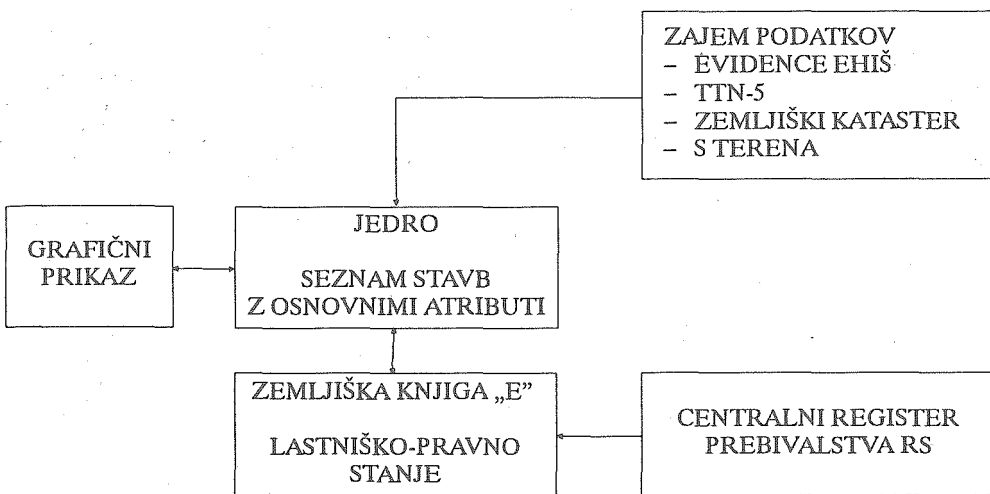 ZAJEM PODATKOV
– EVIDENCE EHIŠ
– TTN-5
– ZEMLJIŠKI KATASTER
– S TERENA
GRAFIČNI
PRIKAZ
JEDRO
SEZNAM STAVB
Z OSNOVNIMI ATRIBUTI
ZEMLJIŠKA KNJIGA „E”
LASTNIŠKO-PRAVNO
STANJE
CENTRALNI REGISTER
PREBIVALSTVA RS